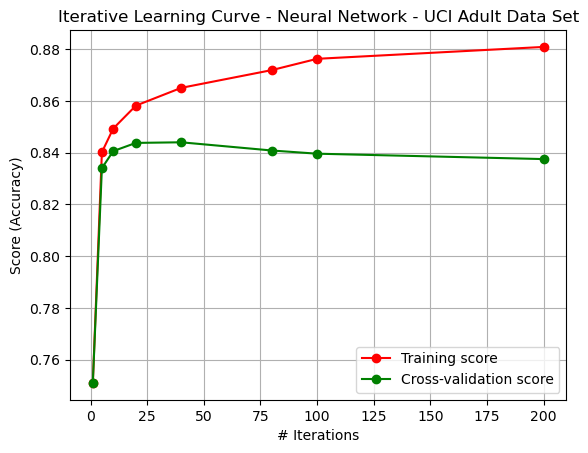 Iterative Learning Curve - Neural Network - UCI Adult Data Set
0.88
0.86
0.84
0.82
0.80
0.78
0.76
Score (Accuracy)
Training score
Cross-validation score
0 25 50 75 100 125 150 175 200
# Iterations